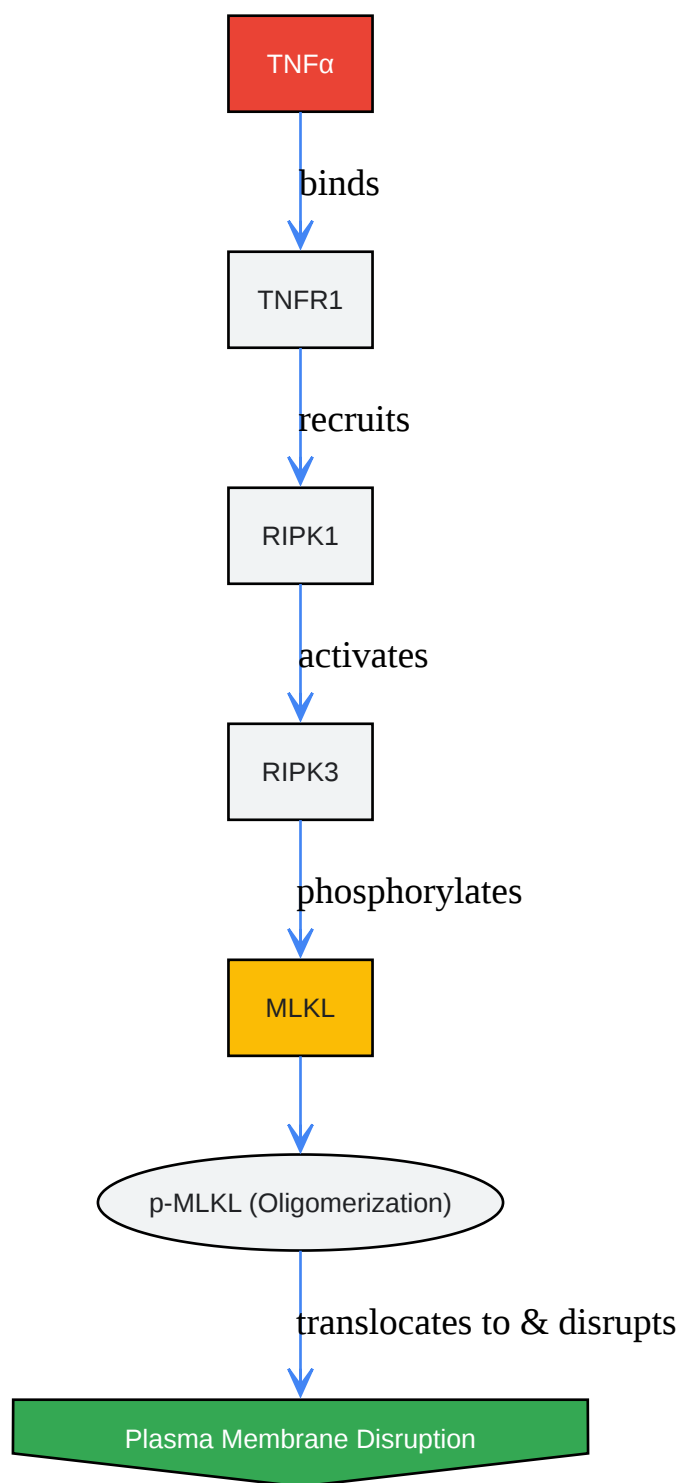 TNFα
binds
TNFR1
recruits
RIPK1
activates
RIPK3
phosphorylates
MLKL
p-MLKL (Oligomerization)
translocates to & disrupts
Plasma Membrane Disruption